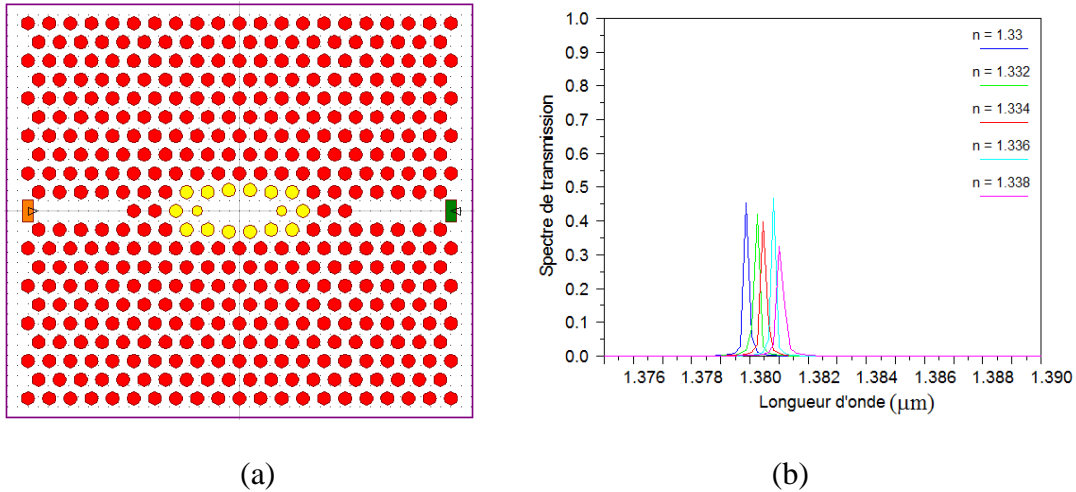 1.0
0.9
0.8
0.7
0.6
0.5
0.4
0.3
0.2
0.1
0.0
Spectre de transmission
n = 1.33
n = 1.332
n = 1.334
n = 1.336
n = 1.338
1.376 1.378 1.380 1.382 1.384 1.386 1.388 1.390
Longueur d'onde (μm)
(a) (b)